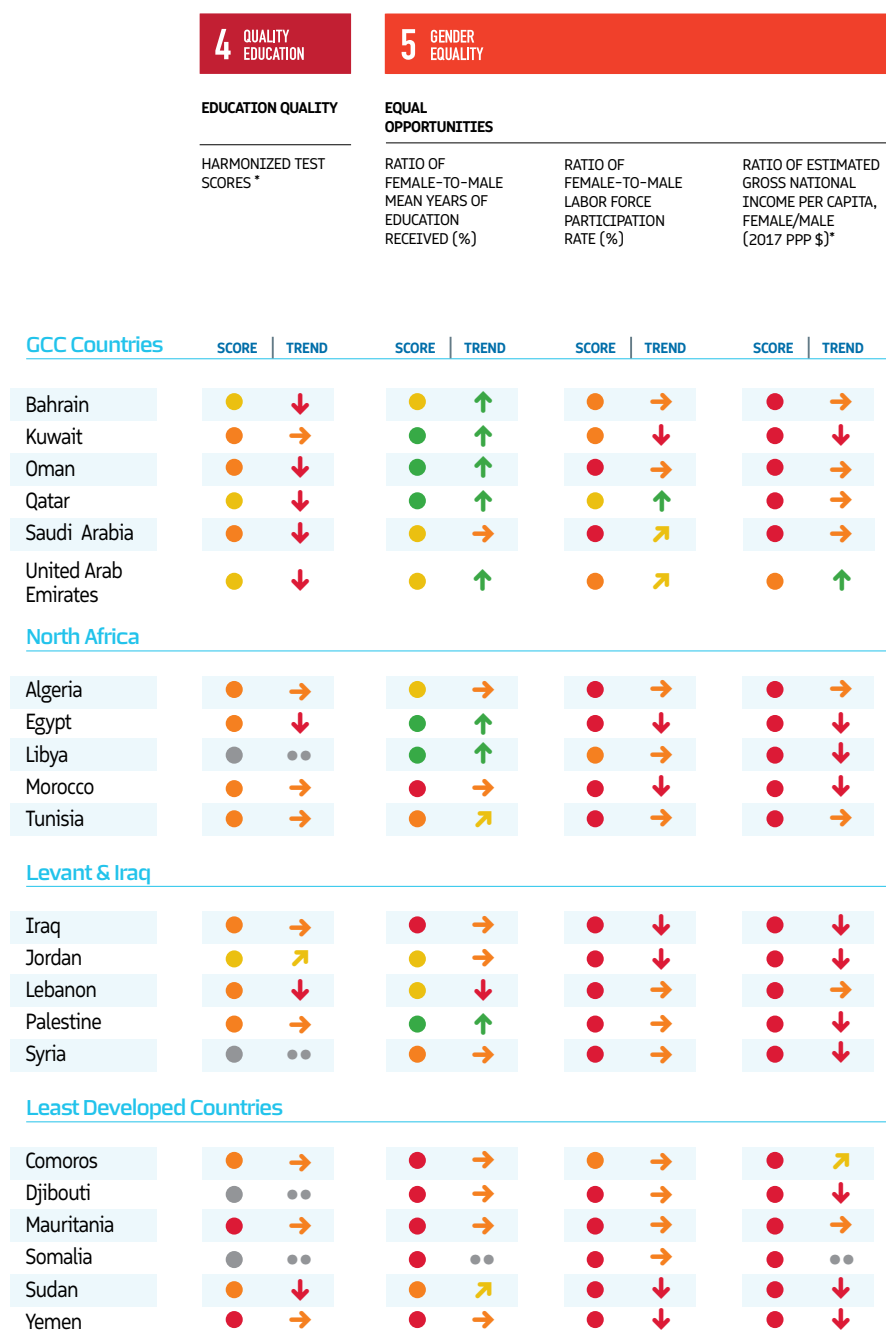 4 QUALITY
EDUCATION
5 GENDER
EQUALITY
EDUCATION QUALITY
EQUAL
OPPORTUNITIES
HARMONIZED TEST
SCORES *
RATIO OF
FEMALE-TO-MALE
MEAN YEARS OF
EDUCATION
RECEIVED (%)
RATIO OF
FEMALE-TO-MALE
LABOR FORCE
PARTICIPATION
RATE (%)
RATIO OF ESTIMATED
GROSS NATIONAL
INCOME PER CAPITA,
FEMALE/MALE
(2017 PPP $)*
GCC Countries SCORE TREND SCORE TREND SCORE TREND SCORE TREND
Bahrain
Kuwait
Oman
Qatar
Saudi Arabia
United Arab
Emirates
North Africa
Algeria
Egypt
Libya
Morocco
Tunisia
Levant & Iraq
Iraq
Jordan
Lebanon
Palestine
Syria
Least Developed Countries
Comoros
Djibouti
Mauritania
Somalia
Sudan
Yemen